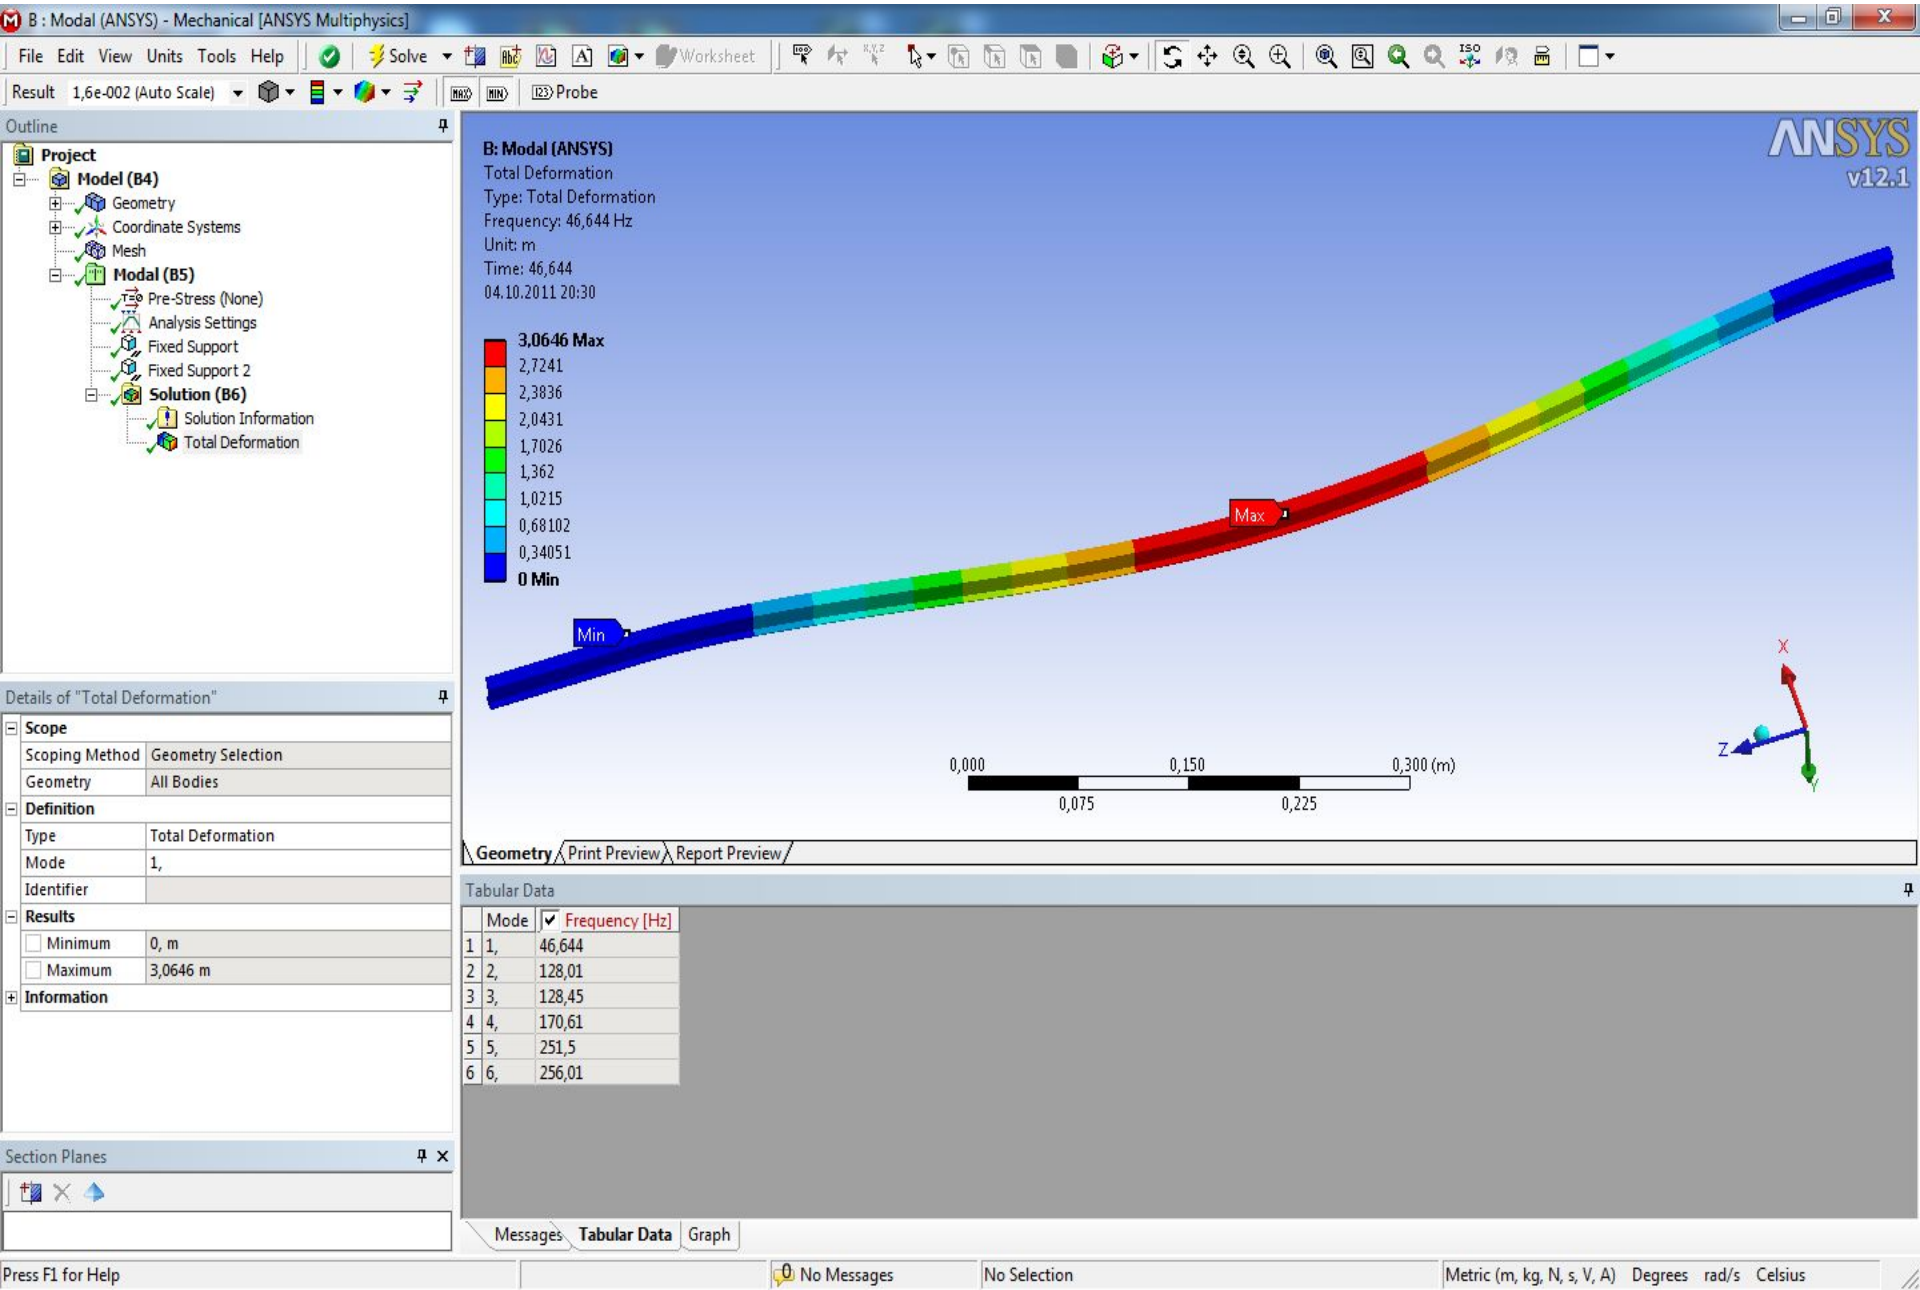 B : Modal (ANSYS) - Mechanical [ANSYS Multiphysics]
File Edit View Units Tools Help Solve Worksheet
Result 1,6e-002 (Auto Scale) MAX MIN Probe
Outline
Project
Model (B4)
Geometry
Coordinate Systems
Mesh
Modal (B5)
Pre-Stress (None)
Analysis Settings
Fixed Support
Fixed Support 2
Solution (B6)
Solution Information
Total Deformation
Details of "Total Deformation"
Scope
Scoping Method Geometry Selection
Geometry All Bodies
Definition
Type Total Deformation
Mode 1,
Identifier
Results
Minimum 0, m
Maximum 3,0646 m
Information
Section Planes
B: Modal (ANSYS)
Total Deformation
Type: Total Deformation
Frequency: 46,644 Hz
Unit: m
Time: 46,644
04.10.2011 20:30
3,0646 Max
2,7241
2,3836
2,0431
1,7026
1,362
1,0215
0,68102
0,34051
0 Min
ANSYS
v12.1
Max
Min
0,000 0,150 0,300 (m)
0,075 0,225
X
Z
Y
Geometry Print Preview Report Preview
Tabular Data
Mode Frequency [Hz]
1 1, 46,644
2 2, 128,01
3 3, 128,45
4 4, 170,61
5 5, 251,5
6 6, 256,01
Messages Tabular Data Graph
Press F1 for Help 0 No Messages No Selection Metric (m, kg, N, s, V, A) Degrees rad/s Celsius